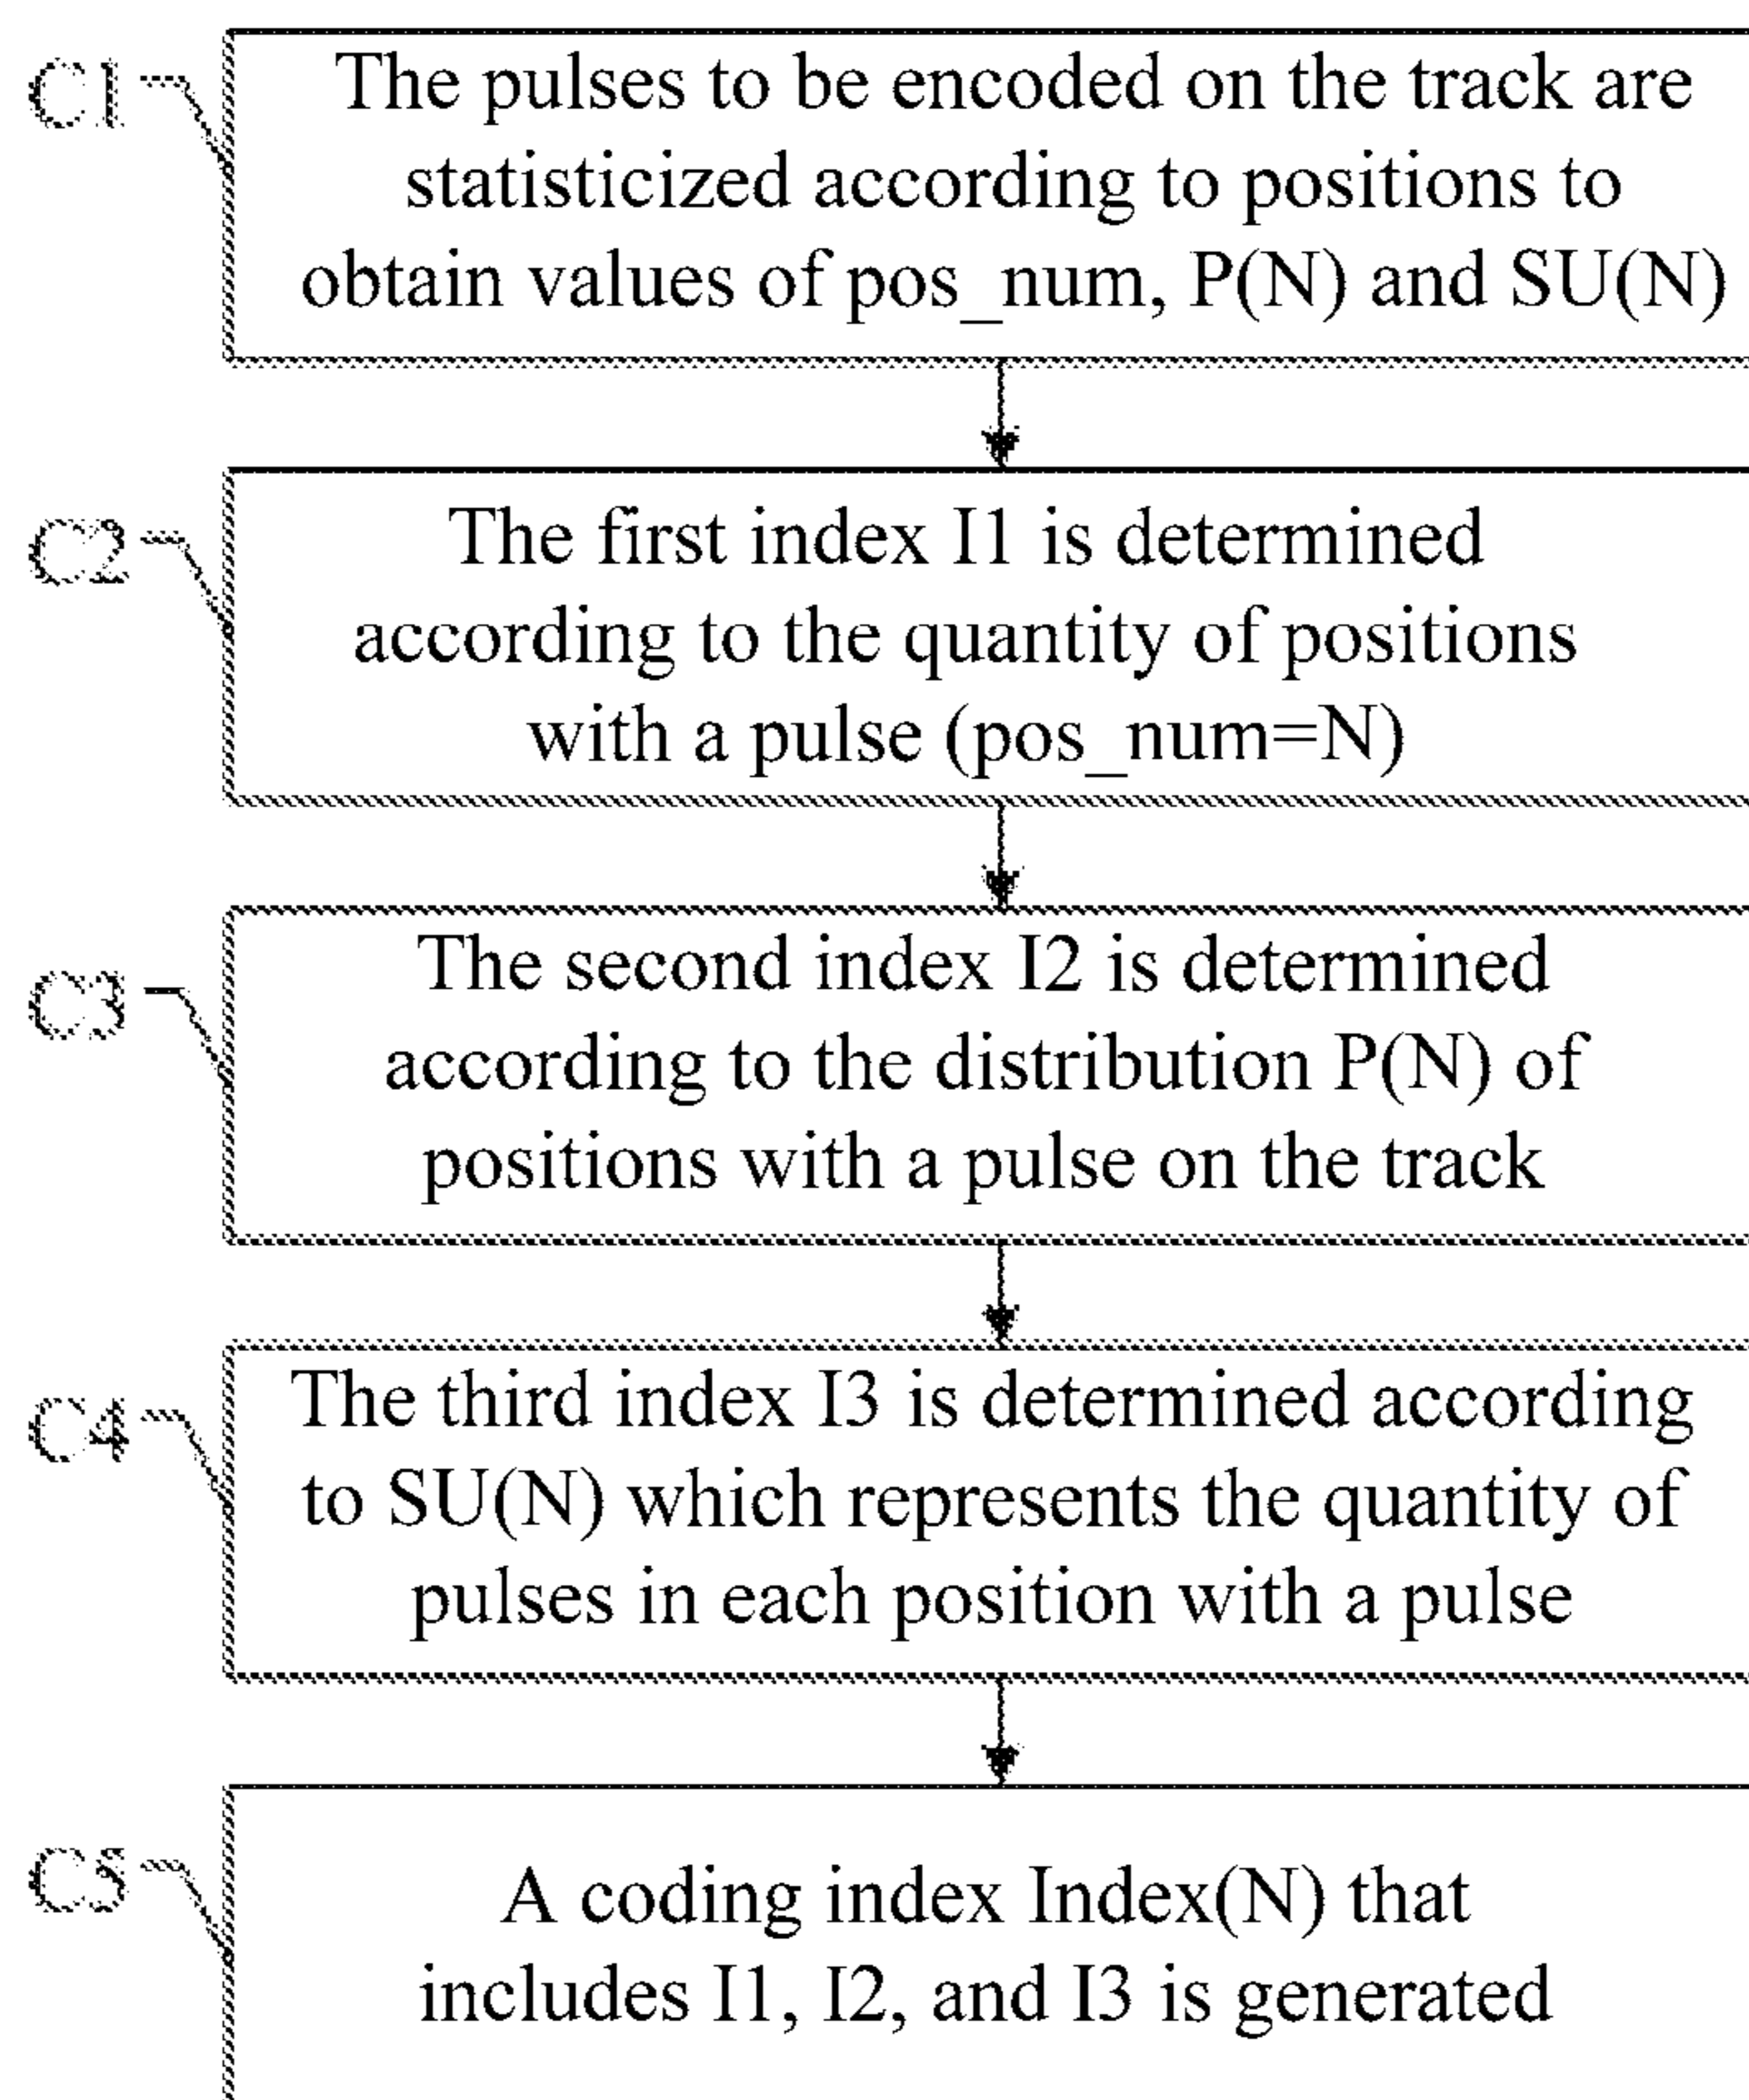 C1
The pulses to be encoded on the track are
statisticized according to positions to
obtain values of pos_num, P(N) and SU(N)
C2
The first index I1 is determined
according to the quantity of positions
with a pulse (pos_num=N)
C3
The second index I2 is determined
according to the distribution P(N) of
positions with a pulse on the track
C4
The third index I3 is determined according
to SU(N) which represents the quantity of
pulses in each position with a pulse
C5
A coding index Index(N) that
includes I1, I2, and I3 is generated